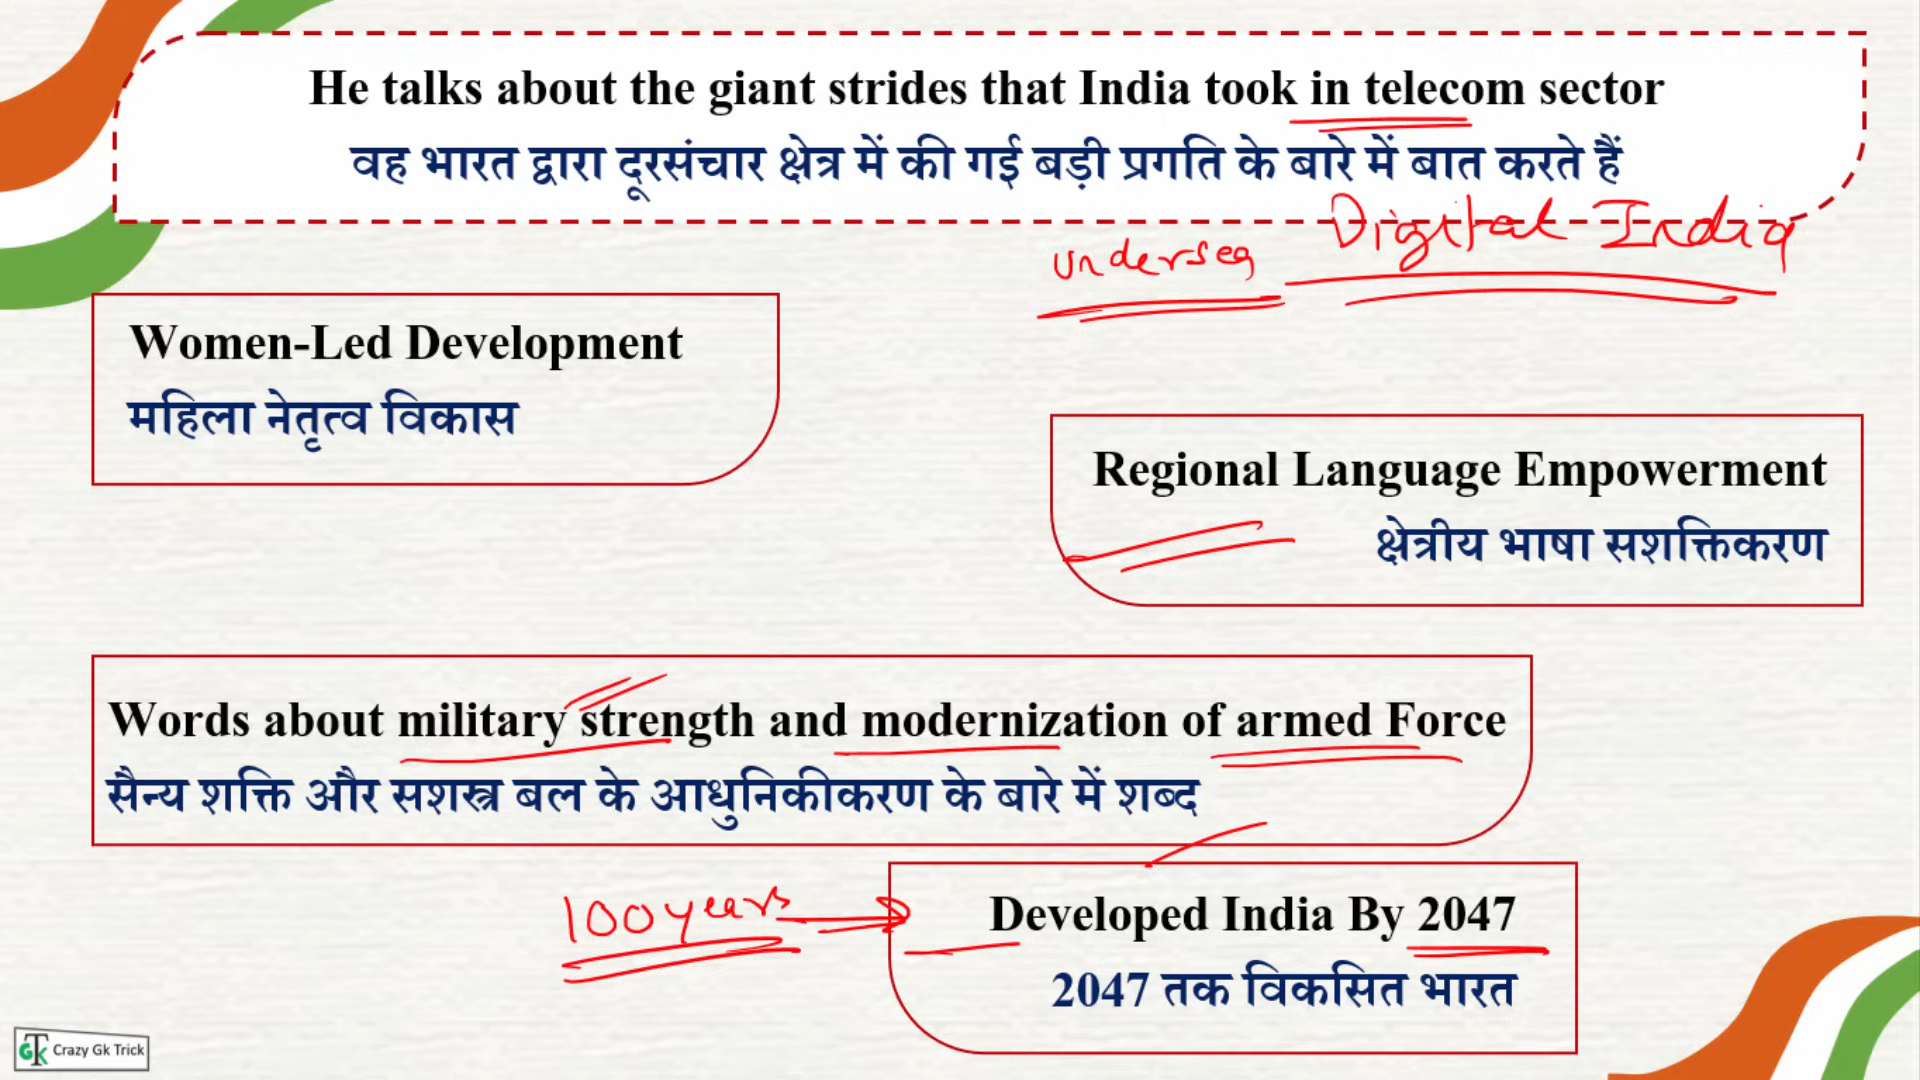 He talks about the giant strides that India took in telecom sector
वह भारत द्वारा दूरसंचार क्षेत्र में की गई बड़ी प्रगति के बारे में बात करते हैं
undersea Digital India
Women-Led Development
महिला नेतृत्व विकास
Regional Language Empowerment
क्षेत्रीय भाषा सशक्तिकरण
Words about military strength and modernization of armed Force
सैन्य शक्ति और सशस्त्र बल के आधुनिकीकरण के बारे में शब्द
100 years
Developed India By 2047
2047 तक विकसित भारत
GTK Crazy Gk Trick